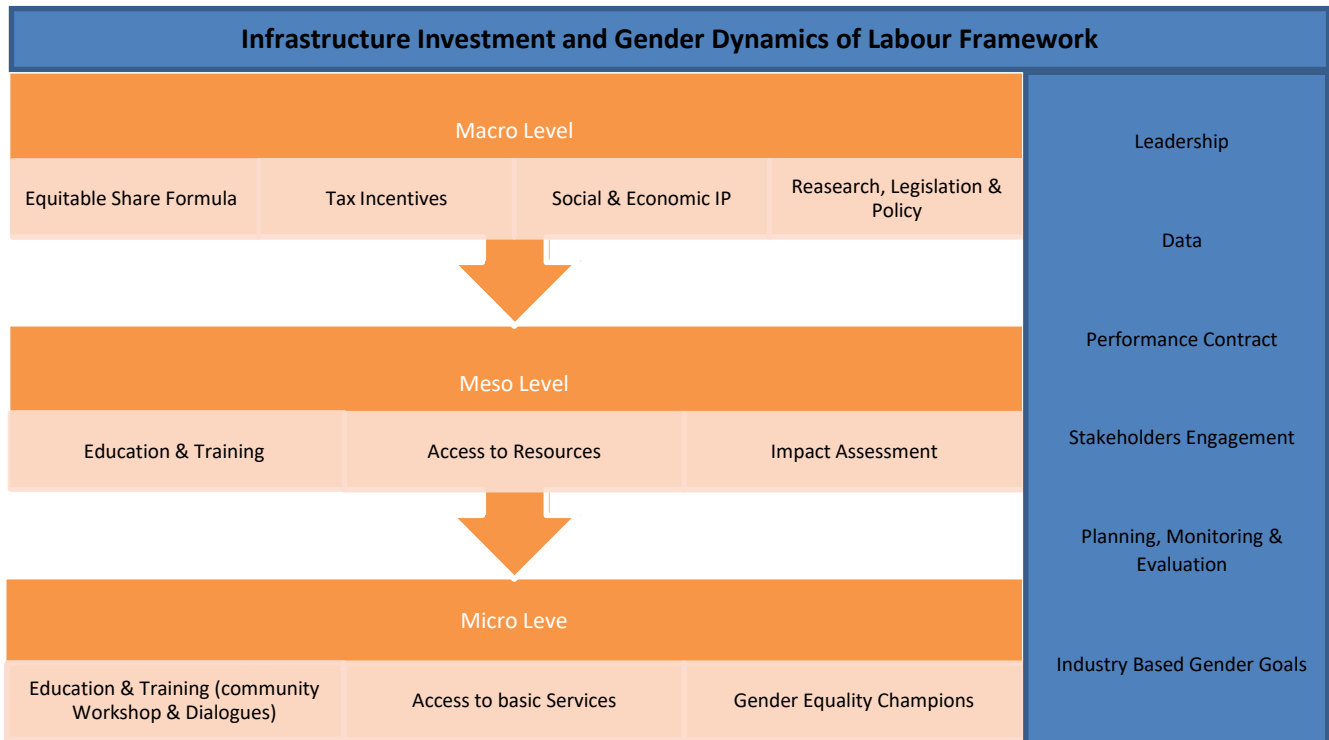 Infrastructure Investment and Gender Dynamics of Labour Framework
Macro Level
Equitable Share Formula
Tax Incentives
Social & Economic IP
Reasearch, Legislation &
Policy
Meso Level
Education & Training
Access to Resources
Impact Assessment
Micro Leve
Education & Training (community
Workshop & Dialogues)
Access to basic Services
Gender Equality Champions
Leadership
Data
Performance Contract
Stakeholders Engagement
Planning, Monitoring &
Evaluation
Industry Based Gender Goals